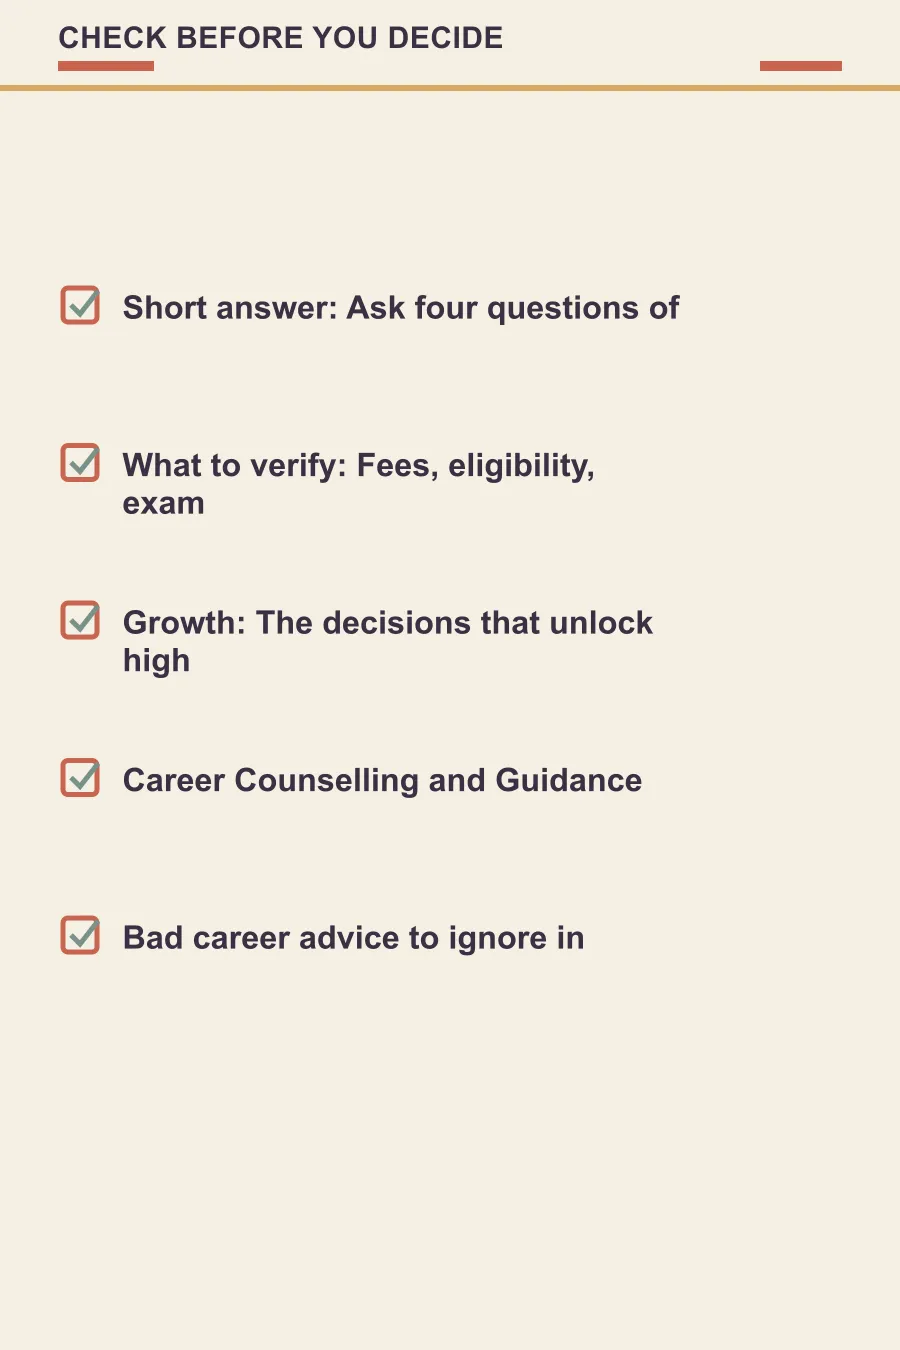 CHECK BEFORE YOU DECIDE
Short answer: Ask four questions of
What to verify: Fees, eligibility,
exam
Growth: The decisions that unlock
high
Career Counselling and Guidance
Bad career advice to ignore in